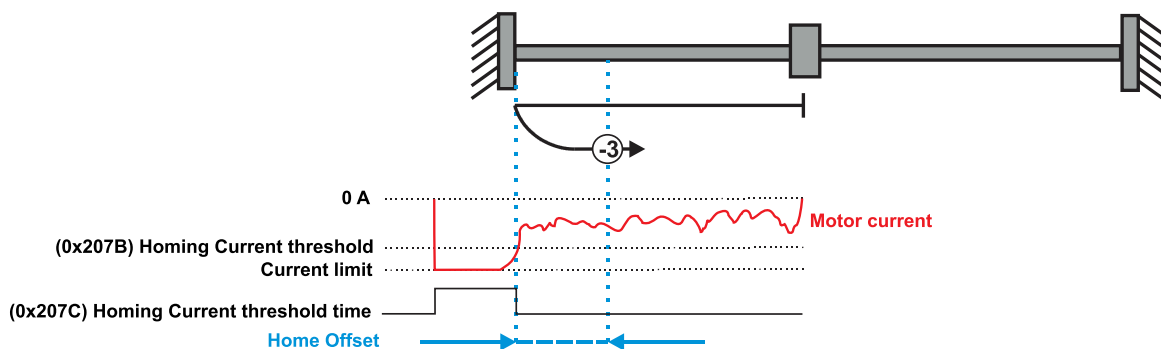 -3
0 A
Motor current
(0x207B) Homing Current threshold
Current limit
(0x207C) Homing Current threshold time
Home Offset